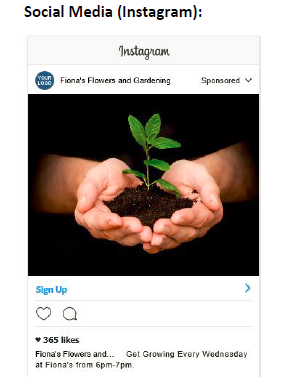 Social Media (Instagram):
Instagram
YOUR LOGO
Fiona's Flowers and Gardening Sponsored
Sign Up
365 likes
Fiona's Flowers and... Get Growing Every Wednesday
at Fiona's from 6pm-7pm.